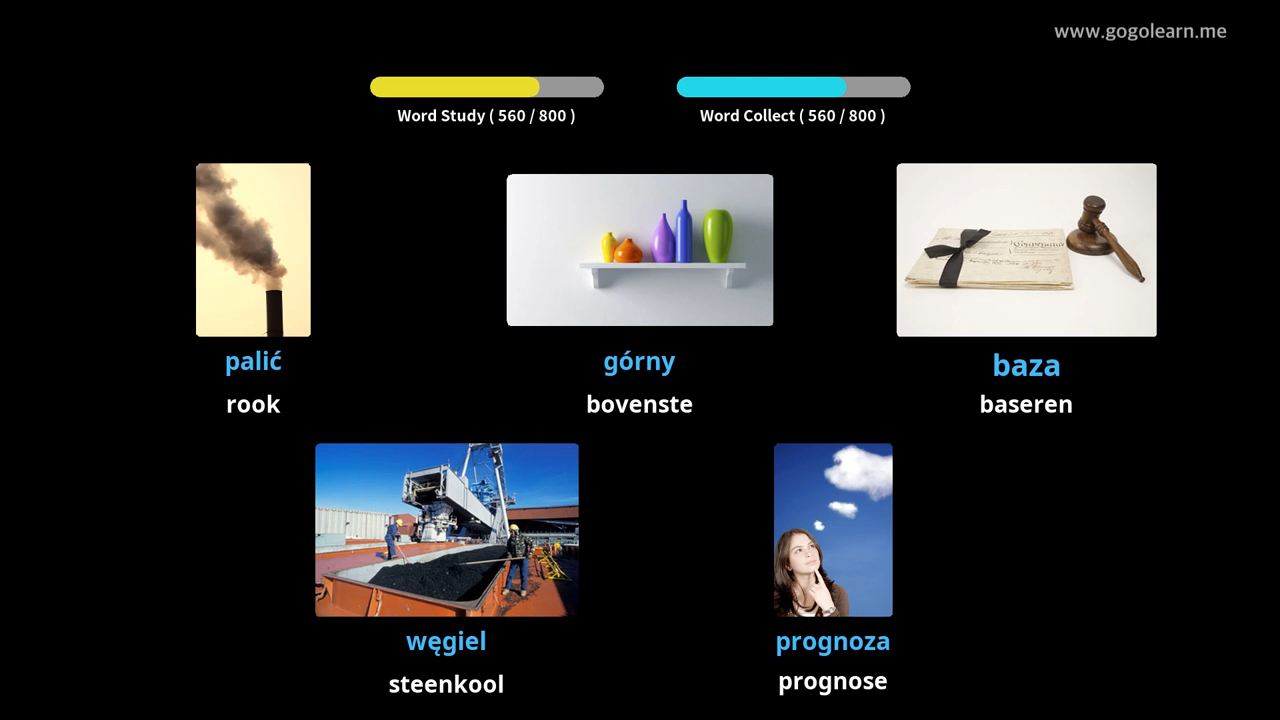 www.gogolearn.me
Word Study ( 560 / 800 )
Word Collect ( 560 / 800 )
palić
górny
baza
rook
bovenste
baseren
węgiel
prognoza
steenkool
prognose